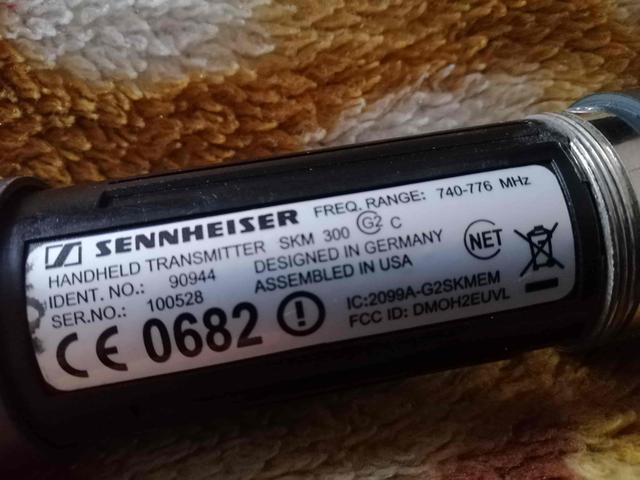 SENNHEISER FREQ. RANGE: 740-776 MHz
HANDHELD TRANSMITTER SKM 300 G2 C
IDENT. NO.: 90944 DESIGNED IN GERMANY
SER.NO.: 100528 ASSEMBLED IN USA
NET
CE 0682 !
IC:2099A-G2SKMEM
FCC ID: DMOH2EUVL